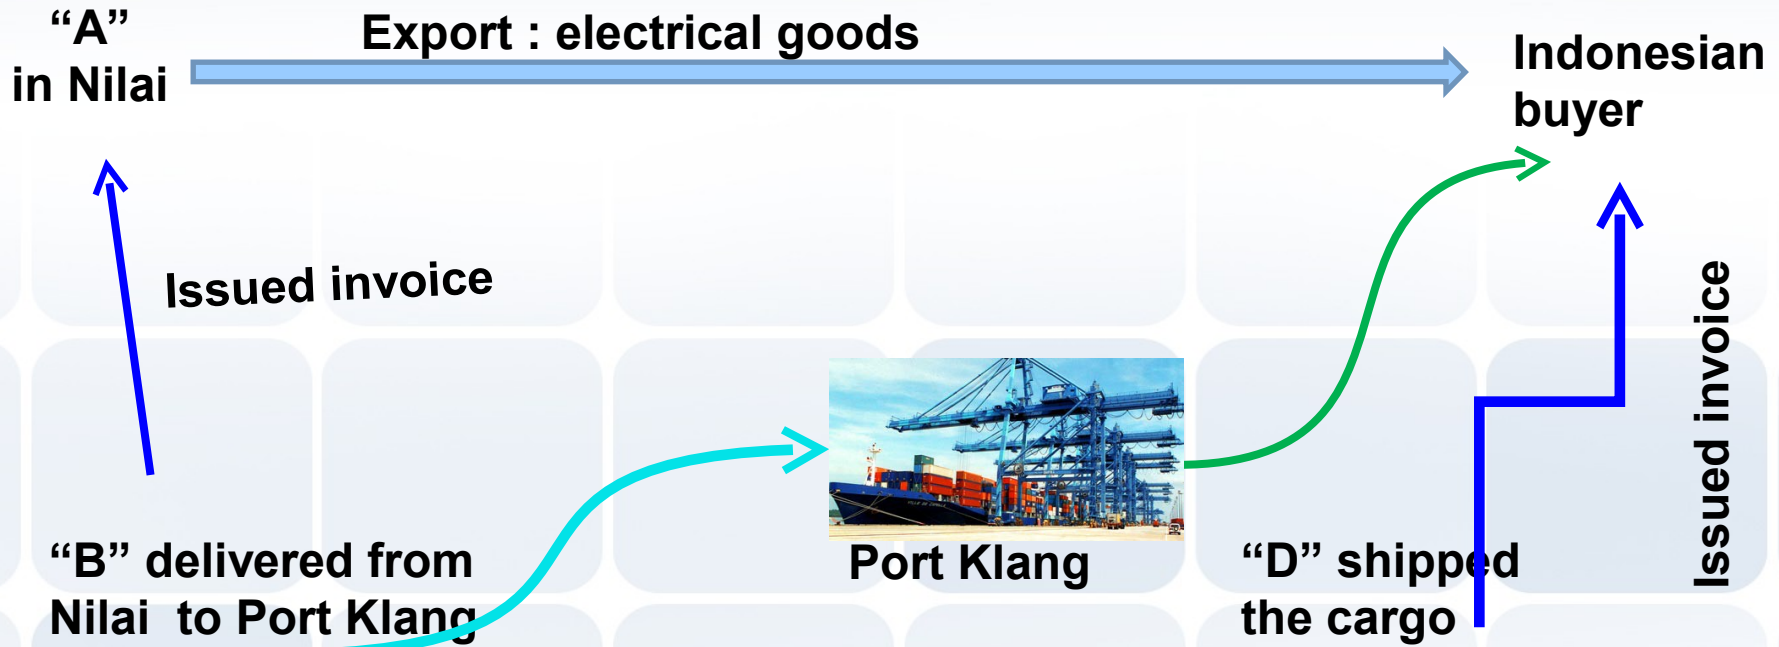 “A”
in Nilai
Export : electrical goods
Indonesian
buyer
Issued invoice
Issued invoice
Port Klang
“B” delivered from
Nilai  to Port Klang
“D” shipped
the cargo